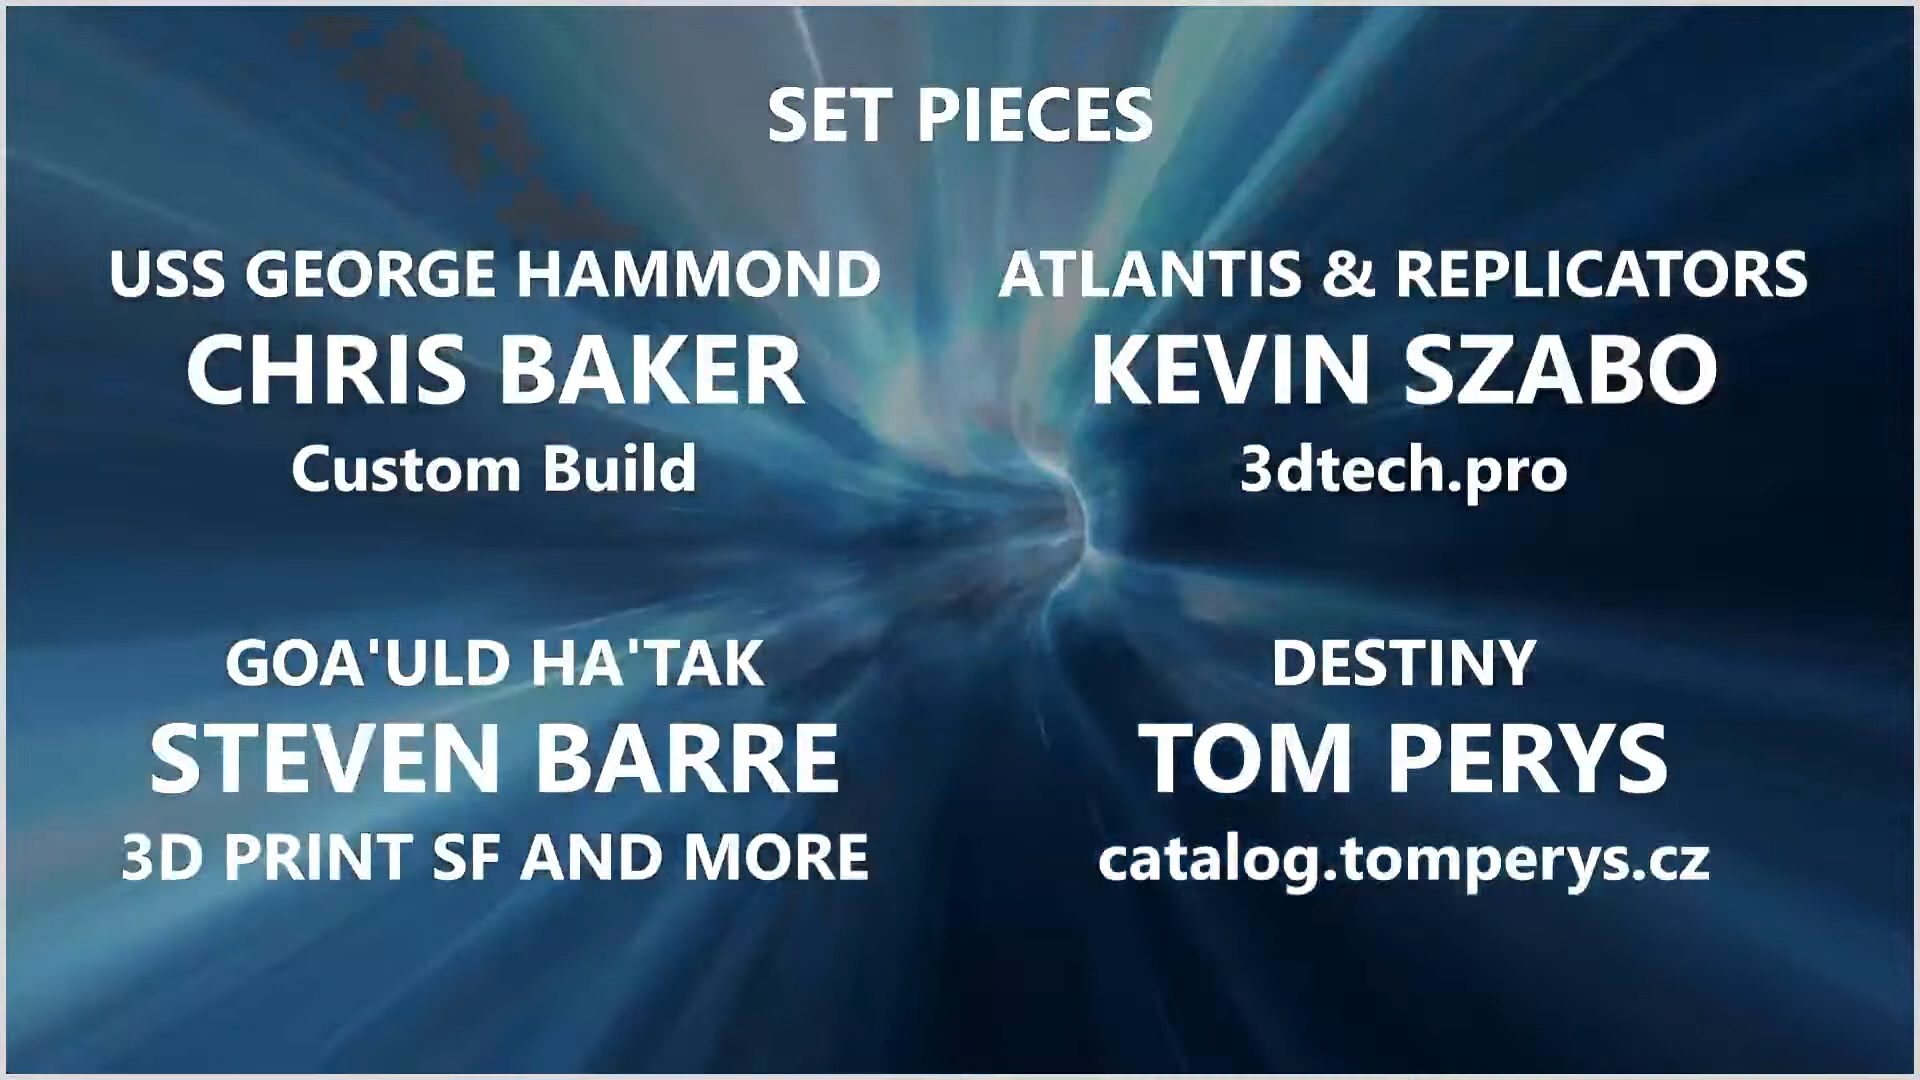 SET PIECES
USS GEORGE HAMMOND
CHRIS BAKER
Custom Build
ATLANTIS & REPLICATORS
KEVIN SZABO
3dtech.pro
GOA'ULD HA'TAK
STEVEN BARRE
3D PRINT SF AND MORE
DESTINY
TOM PERYS
catalog.tomperys.cz